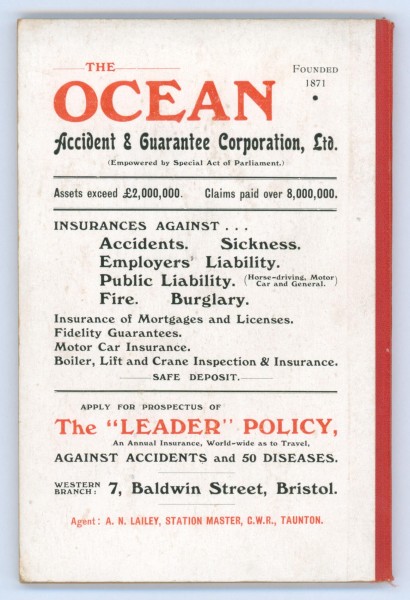 THE
FOUNDED
1871
OCEAN
Accident & Guarantee Corporation, Ltd.
(Empowered by Special Act of Parliament.)
Assets exceed £2,000,000. Claims paid over 8,000,000.
INSURANCES AGAINST . . .
Accidents. Sickness.
Employers' Liability.
Public Liability. (Horse-driving, Motor Car and General.)
Fire. Burglary.
Insurance of Mortgages and Licenses.
Fidelity Guarantees.
Motor Car Insurance.
Boiler, Lift and Crane Inspection & Insurance.
SAFE DEPOSIT.
APPLY FOR PROSPECTUS OF
The "LEADER" POLICY,
An Annual Insurance, World-wide as to Travel,
AGAINST ACCIDENTS and 50 DISEASES.
WESTERN BRANCH: 7, Baldwin Street, Bristol.
Agent: A. N. LAILEY, STATION MASTER, G.W.R., TAUNTON.